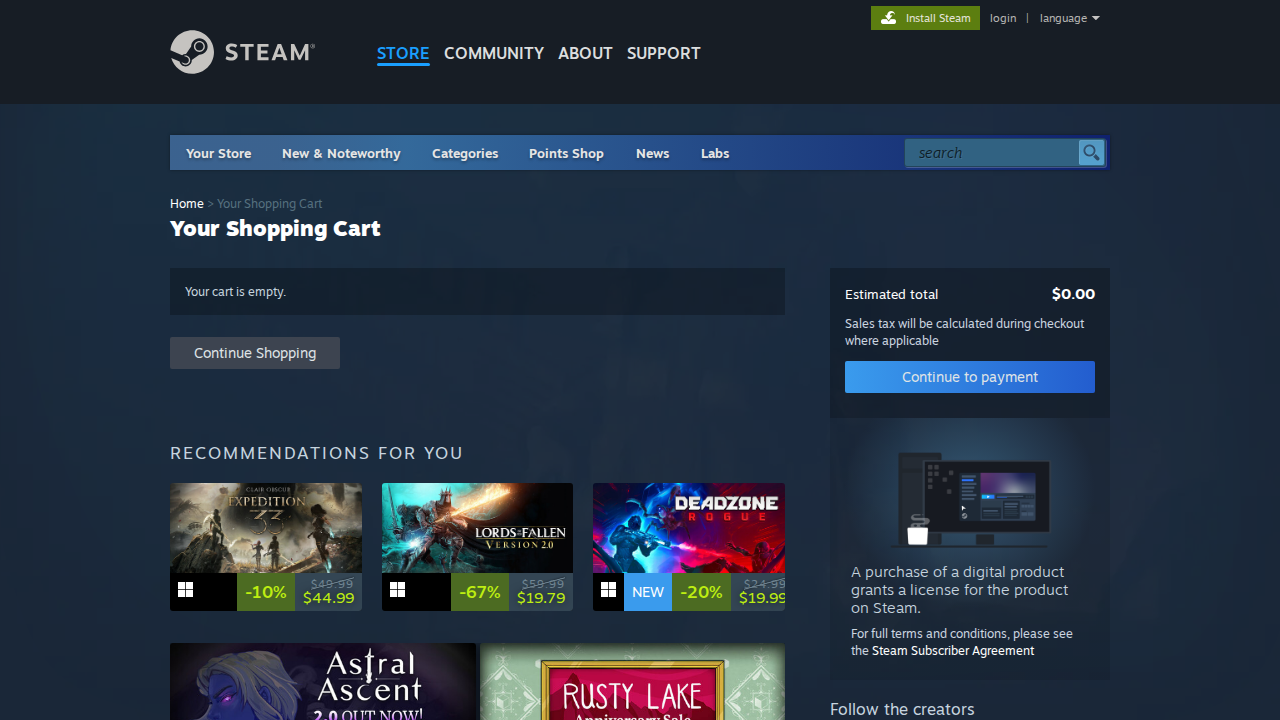 Install Steam login | language
STEAM®
STORE COMMUNITY ABOUT SUPPORT
Your Store New & Noteworthy Categories Points Shop News Labs search
Home > Your Shopping Cart
Your Shopping Cart
Your cart is empty.
Continue Shopping
Estimated total $0.00
Sales tax will be calculated during checkout
where applicable
Continue to payment
RECOMMENDATIONS FOR YOU
CLAIR OBSCUR
EXPEDITION
33
LORDS OF THE FALLEN
VERSION 2.0
DEADZONE
ROGUE
-10% $49.99
$44.99
-67% $59.99
$19.79
NEW -20% $24.99
$19.99
A purchase of a digital product
grants a license for the product
on Steam.
For full terms and conditions, please see
the Steam Subscriber Agreement
Astral
Ascent
2.0 OUT NOW!
RUSTY LAKE
Anniversary Sale
Follow the creators